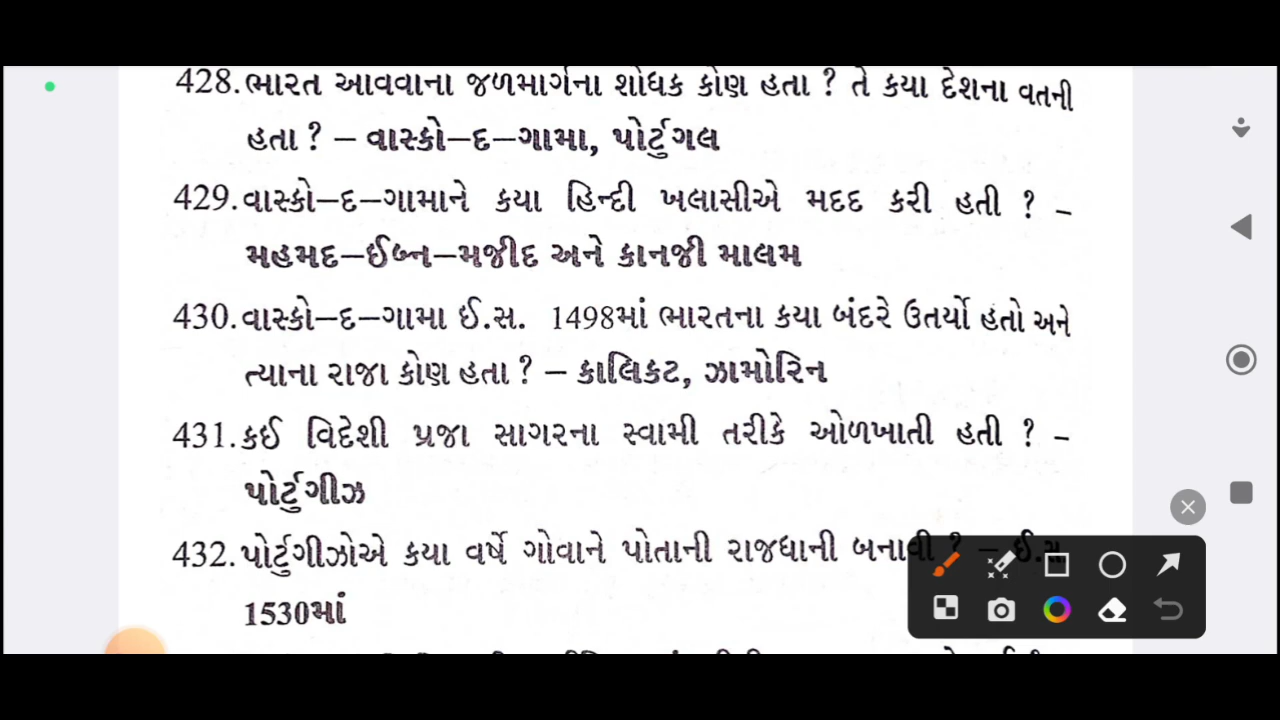 428.ભારત આવવાના જળમાર્ગના શોધક કોણ હતા ? તે કયા દેશના વતની
હતા ? – વાસ્કો–દ–ગામા, પોર્ટુગલ
429.વાસ્કો–દ–ગામાને કયા હિન્દી ખલાસીએ મદદ કરી હતી ? –
મહમદ–ઈબ્ન–મજીદ અને કાનજી માલમ
430.વાસ્કો–દ–ગામા ઈ.સ. 1498માં ભારતના કયા બંદરે ઉતર્યો હતો અને
ત્યાના રાજા કોણ હતા ? – કાલિકટ, ઝામોરિન
431.કઈ વિદેશી પ્રજા સાગરના સ્વામી તરીકે ઓળખાતી હતી ? –
પોર્ટુગીઝ
432.પોર્ટુગીઝોએ કયા વર્ષે ગોવાને પોતાની રાજધાની બનાવી ? – ઈ.સ.
1530માં